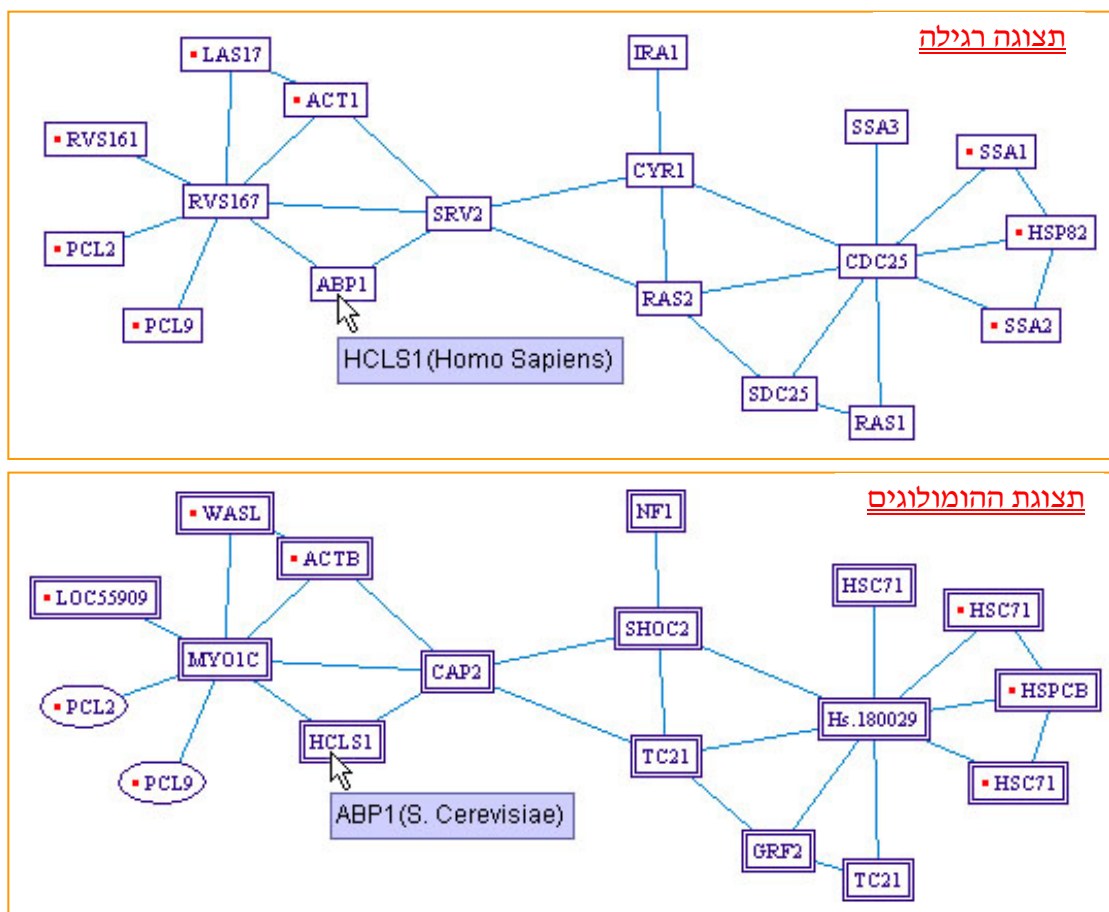 תצוגה רגילה
LAS17
IRA1
ACT1
SSA3
RVS161
SSA1
CYR1
RVS167
SRV2
HSP82
PCL2
CDC25
ABP1
RAS2
PCL9
SSA2
HCLS1(Homo Sapiens)
SDC25
RAS1
תצוגת ההומולוגים
WASL
NF1
ACTB
HSC71
LOC55909
HSC71
SHOC2
MYO1C
CAP2
HSPCB
PCL2
Hs.180029
HCLS1
TC21
PCL9
HSC71
ABP1(S. Cerevisiae)
GRF2
TC21